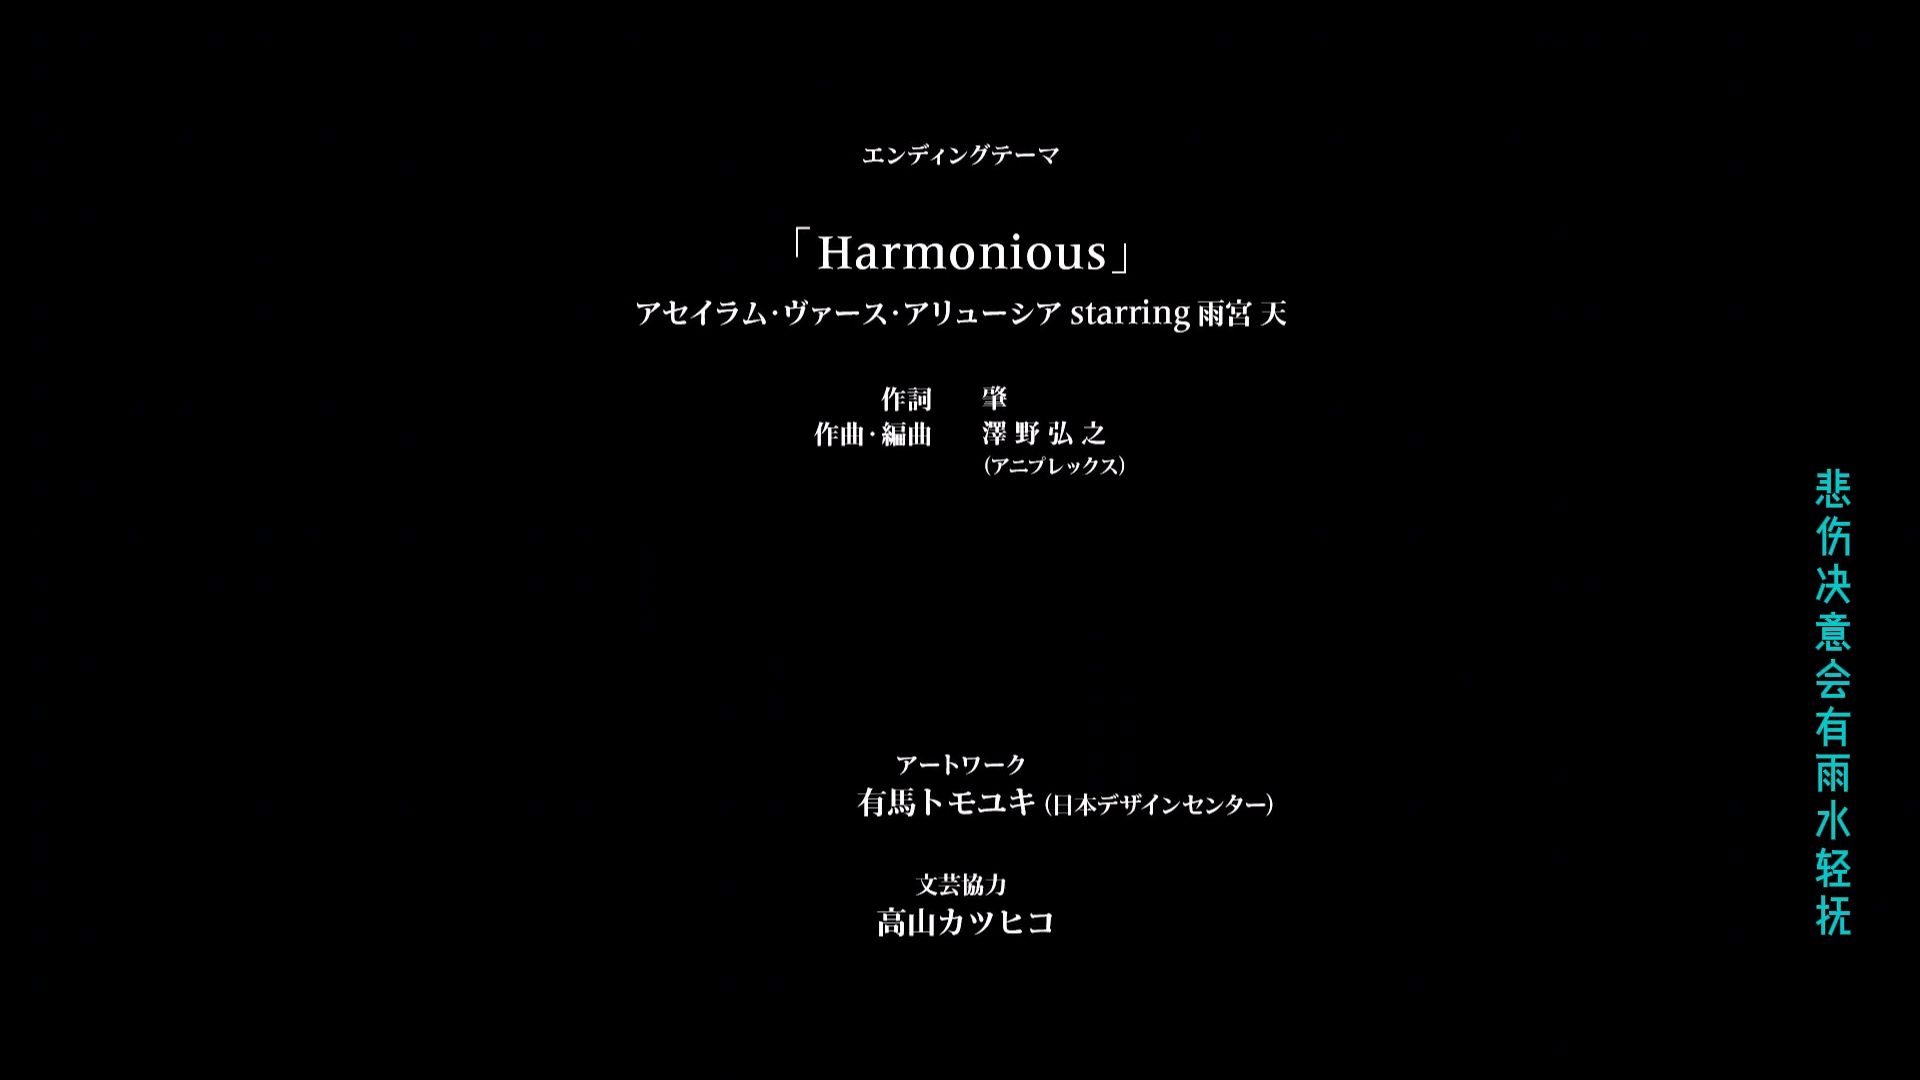 エンディングテーマ
「Harmonious」
アセイラム・ヴァース・アリューシア starring 雨宮 天
作詞 肇
作曲・編曲 澤野弘之
(アニプレックス)
アートワーク
有馬トモユキ (日本デザインセンター)
文芸協力
高山カツヒコ
悲伤决意会有雨水轻抚